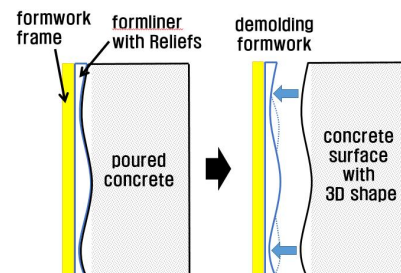 formwork
frame
formliner
with Reliefs
poured
concrete
demolding
formwork
concrete
surface
with
3D shape